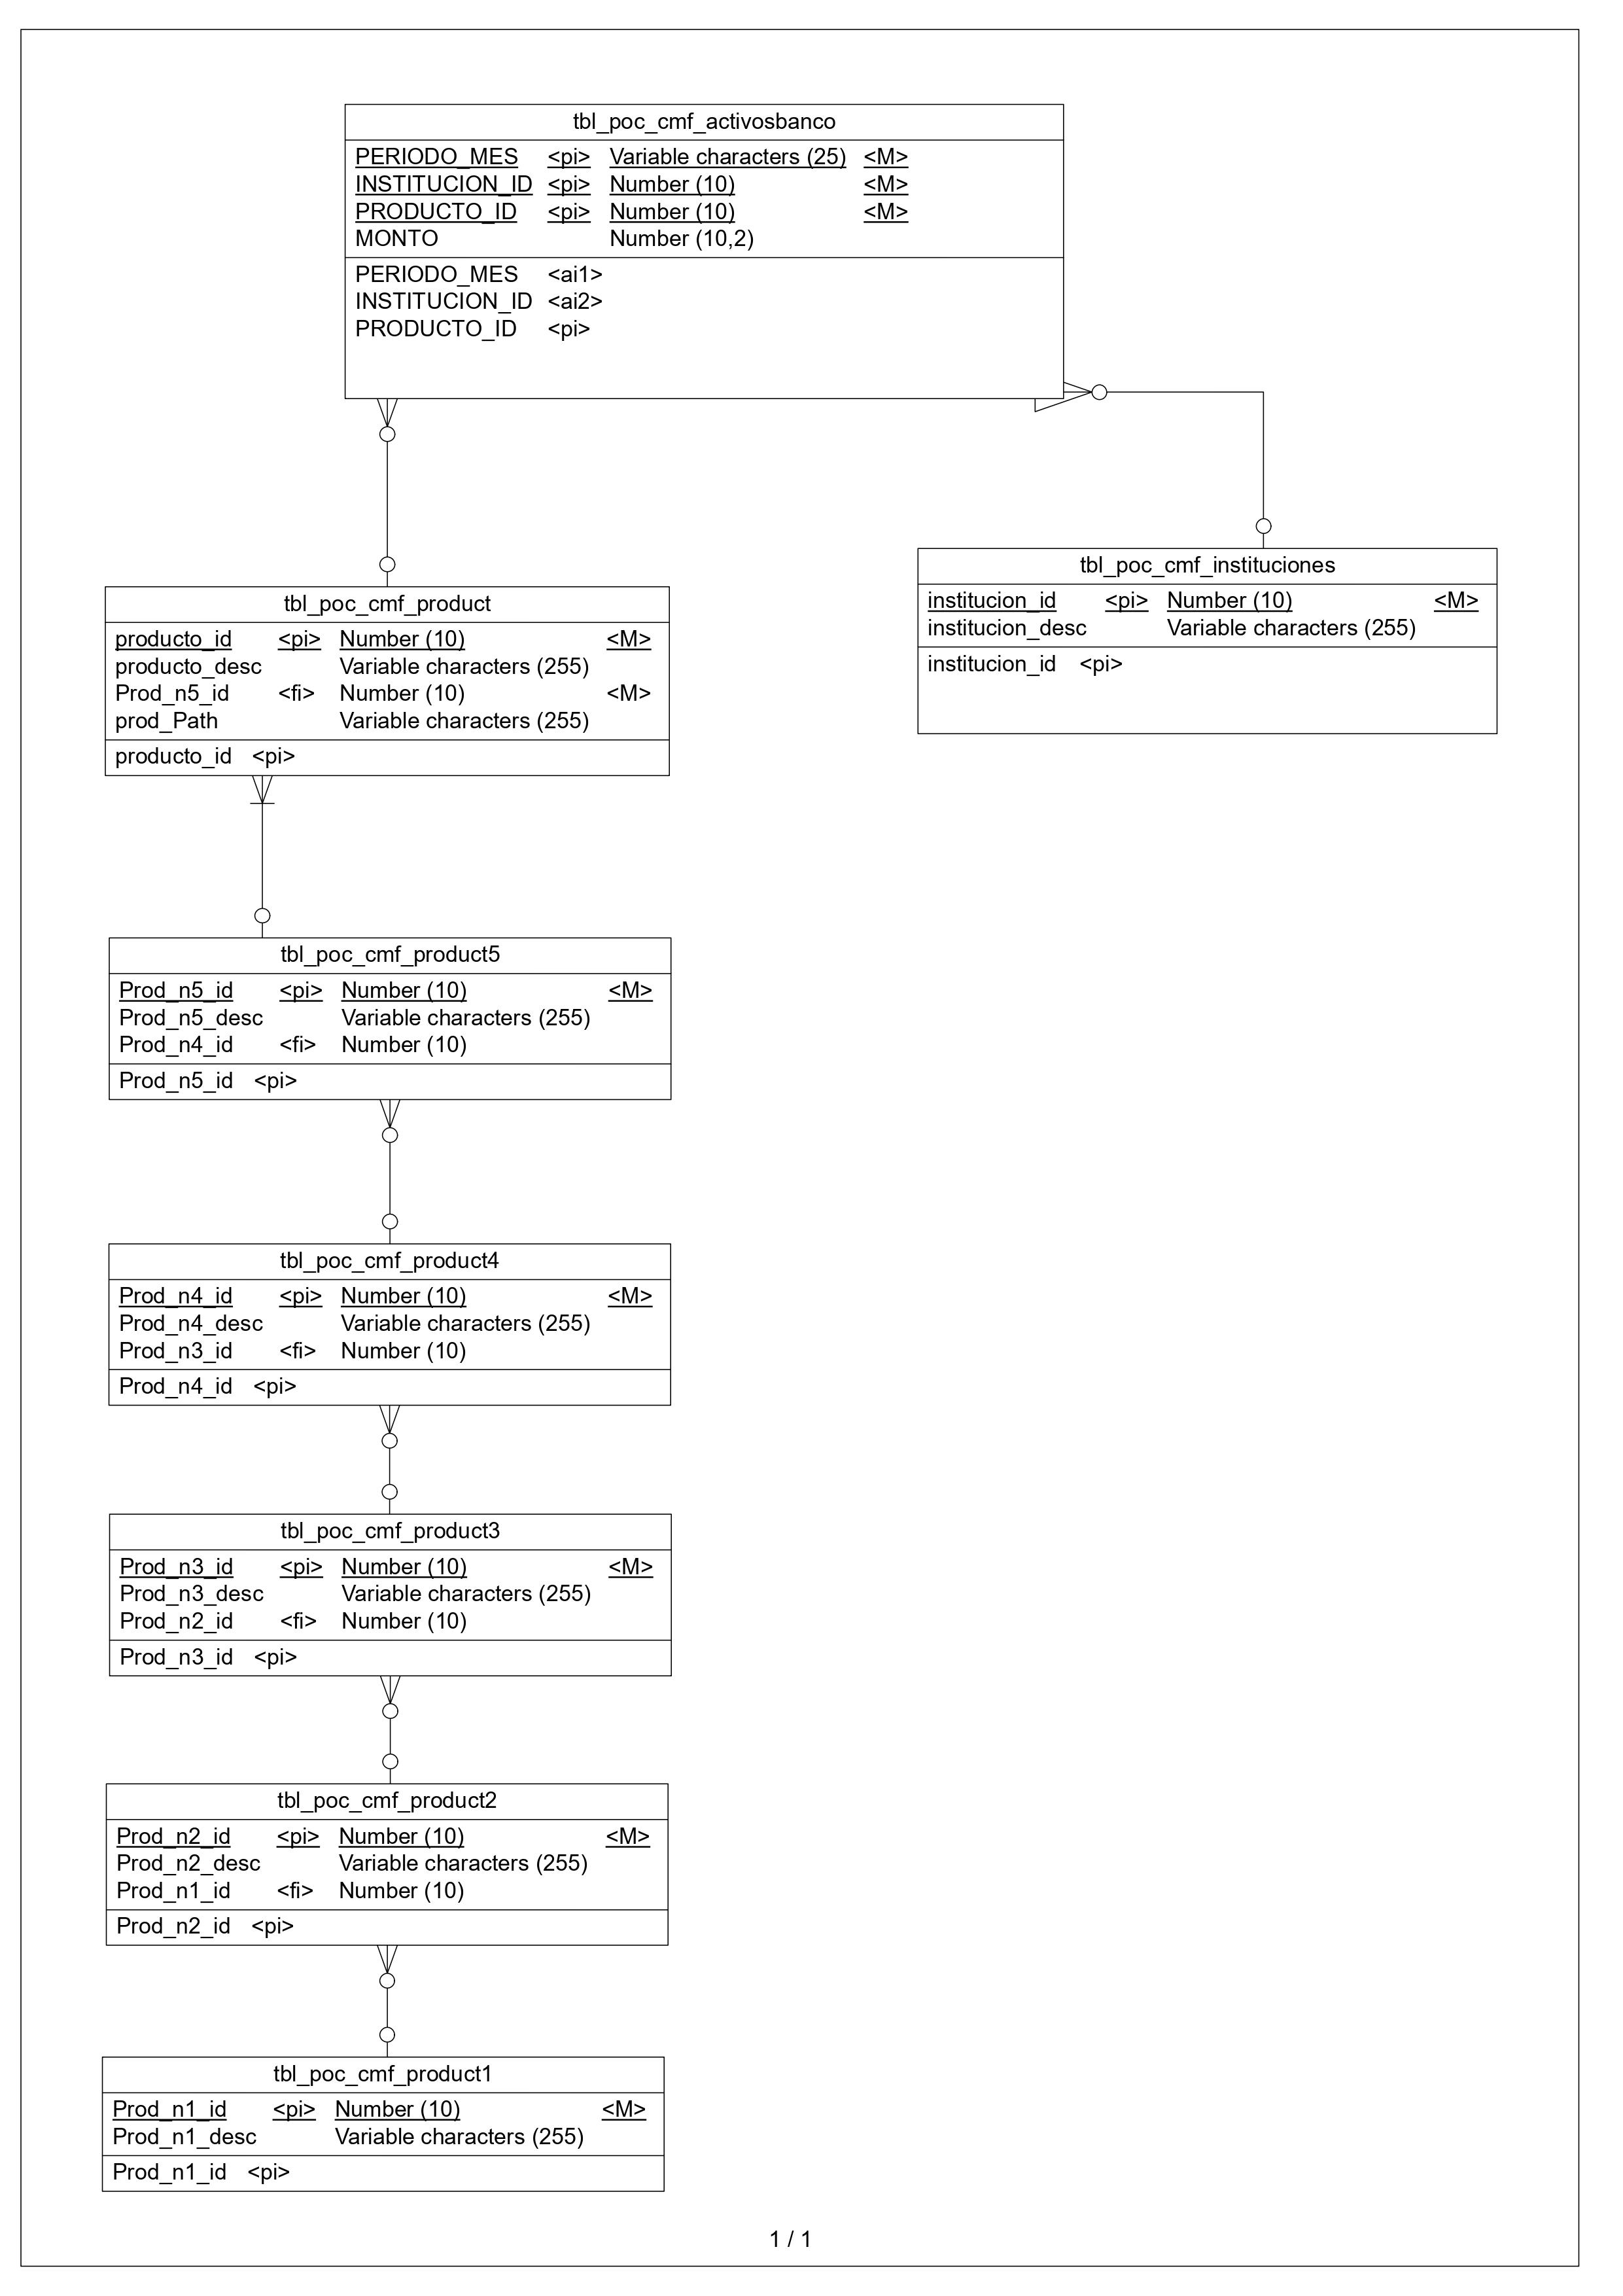 tbl_poc_cmf_activosbanco
PERIODO_MES <pi> Variable characters (25) <M>
INSTITUCION_ID <pi> Number (10) <M>
PRODUCTO_ID <pi> Number (10) <M>
MONTO Number (10,2)
PERIODO_MES <ai1>
INSTITUCION_ID <ai2>
PRODUCTO_ID <pi>
tbl_poc_cmf_instituciones
institucion_id <pi> Number (10) <M>
institucion_desc Variable characters (255)
institucion_id <pi>
tbl_poc_cmf_product
producto_id <pi> Number (10) <M>
producto_desc Variable characters (255)
Prod_n5_id <fi> Number (10) <M>
prod_Path Variable characters (255)
producto_id <pi>
tbl_poc_cmf_product5
Prod_n5_id <pi> Number (10) <M>
Prod_n5_desc Variable characters (255)
Prod_n4_id <fi> Number (10)
Prod_n5_id <pi>
tbl_poc_cmf_product4
Prod_n4_id <pi> Number (10) <M>
Prod_n4_desc Variable characters (255)
Prod_n3_id <fi> Number (10)
Prod_n4_id <pi>
tbl_poc_cmf_product3
Prod_n3_id <pi> Number (10) <M>
Prod_n3_desc Variable characters (255)
Prod_n2_id <fi> Number (10)
Prod_n3_id <pi>
tbl_poc_cmf_product2
Prod_n2_id <pi> Number (10) <M>
Prod_n2_desc Variable characters (255)
Prod_n1_id <fi> Number (10)
Prod_n2_id <pi>
tbl_poc_cmf_product1
Prod_n1_id <pi> Number (10) <M>
Prod_n1_desc Variable characters (255)
Prod_n1_id <pi>
1 / 1